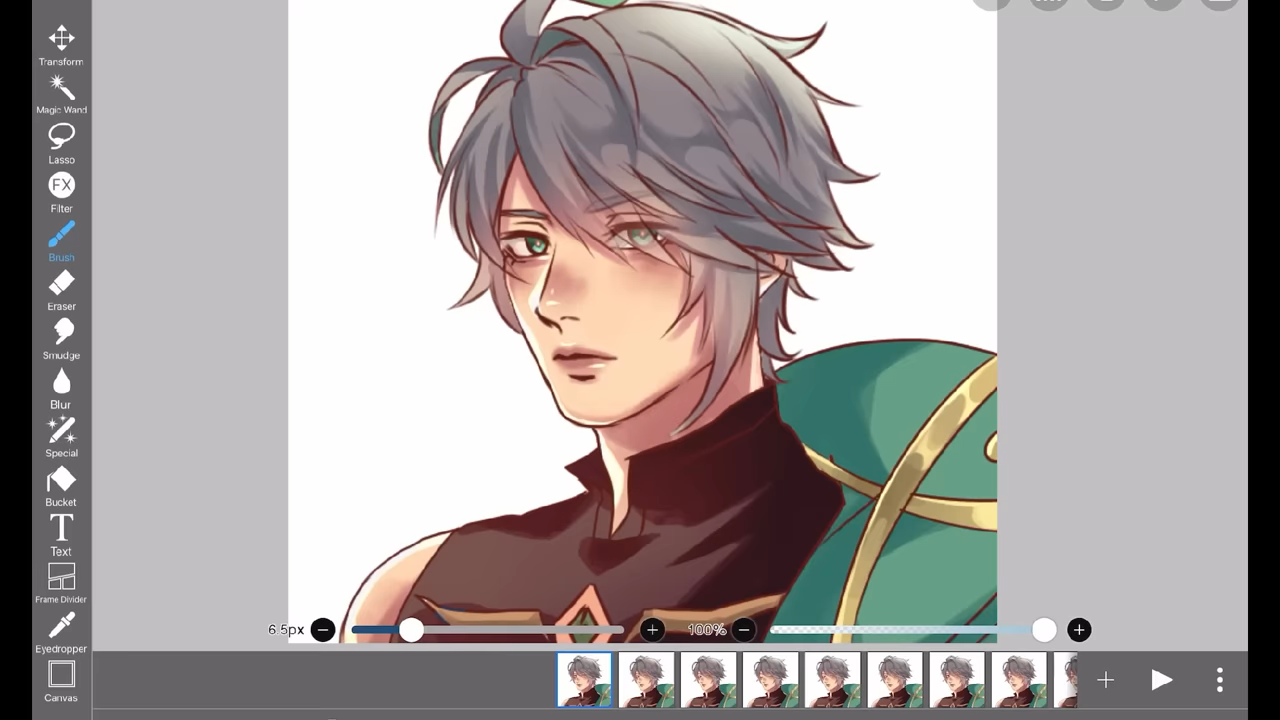 Transform
Magic Wand
Lasso
FX
Filter
Brush
Eraser
Smudge
Blur
Special
Bucket
T
Text
Frame Divider
Eyedropper
Canvas
6.5px
100%